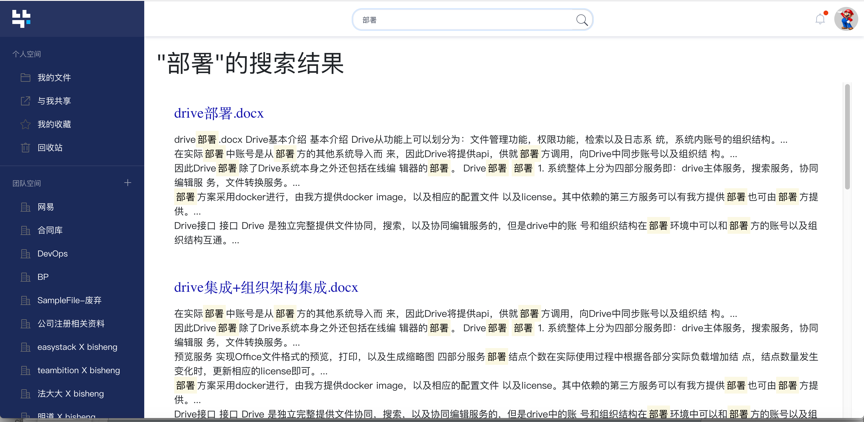 部署
个人空间
我的文件
与我共享
我的收藏
回收站
团队空间
网易
合同库
DevOps
BP
SampleFile-废弃
公司注册相关资料
easystack X bisheng
teambition X bisheng
法大大 X bisheng
明道 X bisheng
"部署"的搜索结果
drive部署.docx
drive 部署 .docx Drive基本介绍 基本介绍 Drive从功能上可以划分为：文件管理功能，权限功能，检索以及日志系 统，系统内账号的组织结构。...
在实际 部署 中账号是从 部署 方的其他系统导入而 来，因此Drive将提供api，供就 部署 方调用，向Drive中同步账号以及组织结 构。...
因此Drive 部署 除了Drive系统本身之外还包括在线编 辑器的 部署 。 Drive 部署 部署 1. 系统整体上分为四部分服务即：drive主体服务，搜索服务，协同
编辑服 务，文件转换服务。...
部署 方案采用docker进行，由我方提供docker image，以及相应的配置文件 以及license。其中依赖的第三方服务可以有我方提供 部署 也可由 部署 方提
供。...
Drive接口 接口 Drive 是独立完整提供文件协同，搜索，以及协同编辑服务的，但是drive中的账 号和组织结构在 部署 环境中可以和 部署 方的账号以及组
织结构互通。...
drive集成+组织架构集成.docx
在实际 部署 中账号是从 部署 方的其他系统导入而 来，因此Drive将提供api，供就 部署 方调用，向Drive中同步账号以及组织结 构。...
因此Drive 部署 除了Drive系统本身之外还包括在线编 辑器的 部署 。 Drive 部署 部署 1. 系统整体上分为四部分服务即：drive主体服务，搜索服务，协同
编辑服 务，文件转换服务。...
预览服务 实现Office文件格式的预览，打印，以及生成缩略图 四部分服务 部署 结点个数在实际使用过程中根据各部分实际负载增加结 点，结点数量发生
变化时，更新相应的license即可。...
部署 方案采用docker进行，由我方提供docker image，以及相应的配置文件 以及license。其中依赖的第三方服务可以有我方提供 部署 也可由 部署 方提
供。...
Drive接口 接口 Drive 是独立完整提供文件协同，搜索，以及协同编辑服务的，但是drive中的账 号和组织结构在 部署 环境中可以和 部署 方的账号以及组